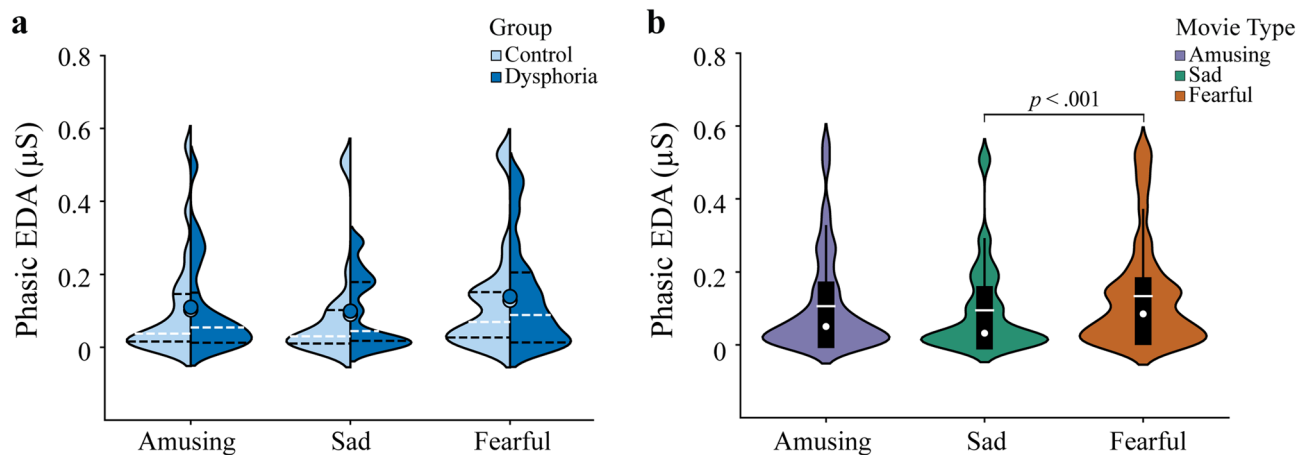 a
Group
Control
Dysphoria
Phasic EDA (µS)
0.8
0.6
0.4
0.2
0
Amusing Sad Fearful
b
Movie Type
Amusing
Sad
Fearful
p < .001
Phasic EDA (µS)
0.8
0.6
0.4
0.2
0
Amusing Sad Fearful